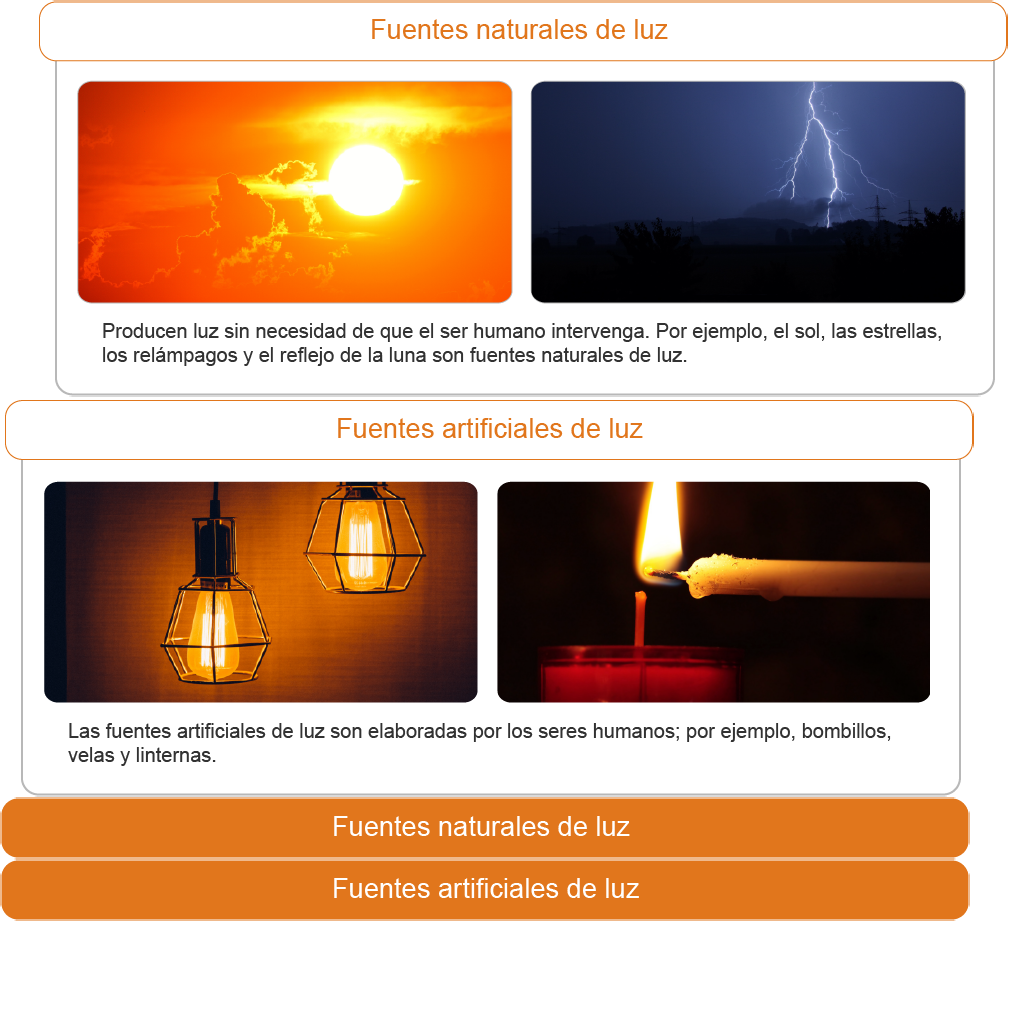 Fuentes naturales de luz
Producen luz sin necesidad de que el ser humano intervenga. Por ejemplo, el sol, las estrellas,
los relámpagos y el reflejo de la luna son fuentes naturales de luz.
Fuentes artificiales de luz
Las fuentes artificiales de luz son elaboradas por los seres humanos; por ejemplo, bombillos,
velas y linternas.
Fuentes naturales de luz
Fuentes artificiales de luz